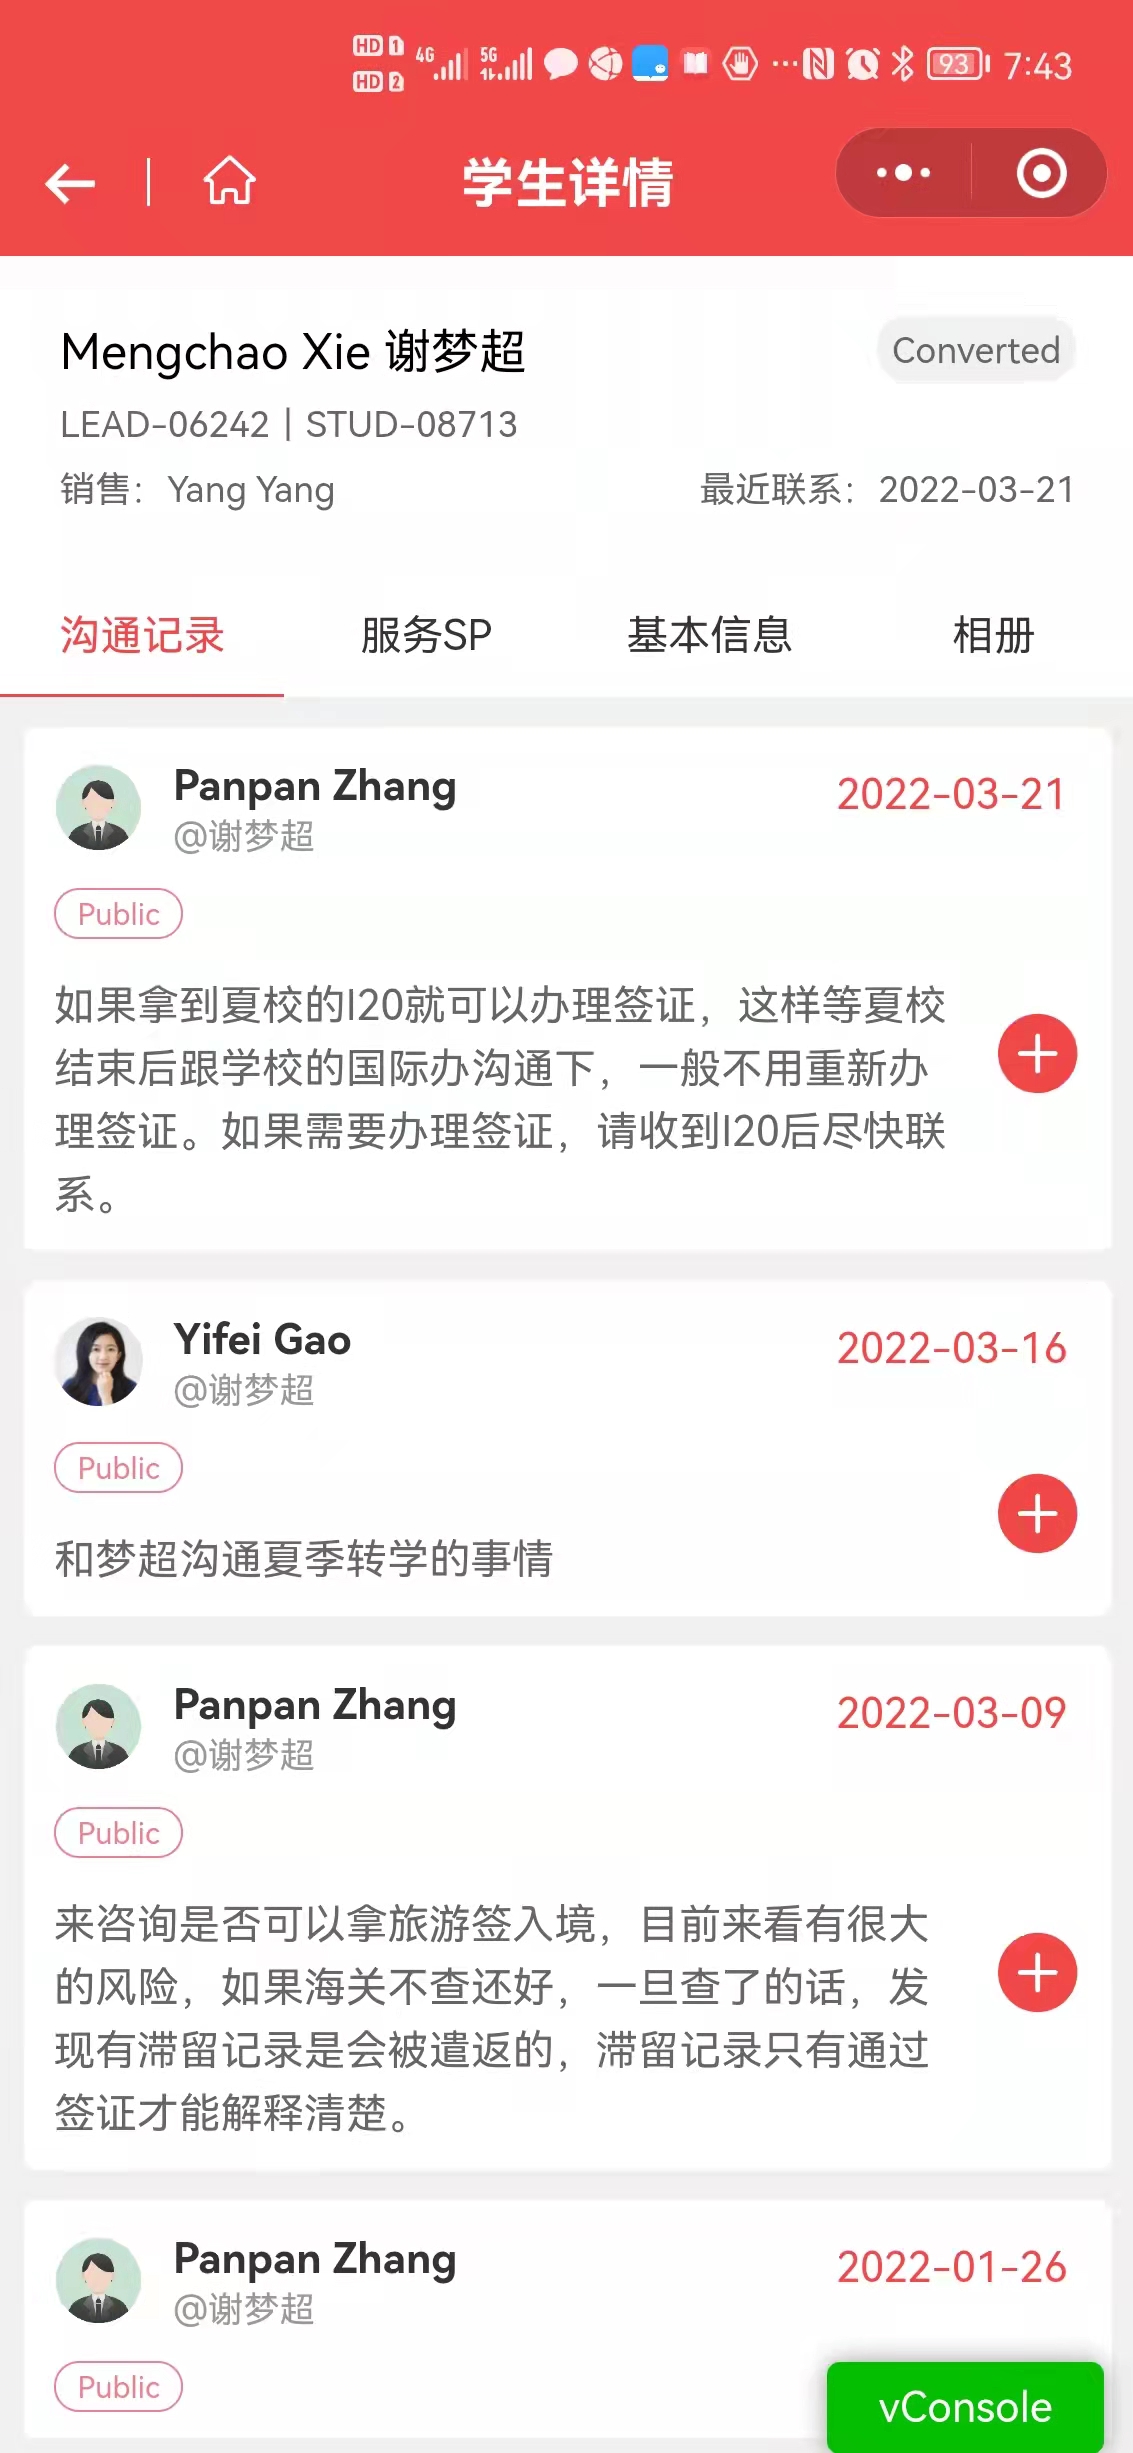 HD 1
HD 2
4G
5G
93
7:43
学生详情
Mengchao Xie 谢梦超
Converted
LEAD-06242 | STUD-08713
销售： Yang Yang
最近联系： 2022-03-21
沟通记录
服务SP
基本信息
相册
Panpan Zhang
2022-03-21
@谢梦超
Public
如果拿到夏校的I20就可以办理签证，这样等夏校
结束后跟学校的国际办沟通下，一般不用重新办
理签证。如果需要办理签证，请收到I20后尽快联
系。
Yifei Gao
2022-03-16
@谢梦超
Public
和梦超沟通夏季转学的事情
Panpan Zhang
2022-03-09
@谢梦超
Public
来咨询是否可以拿旅游签入境，目前来看有很大
的风险，如果海关不查还好，一旦查了的话，发
现有滞留记录是会被遣返的，滞留记录只有通过
签证才能解释清楚。
Panpan Zhang
2022-01-26
@谢梦超
Public
vConsole